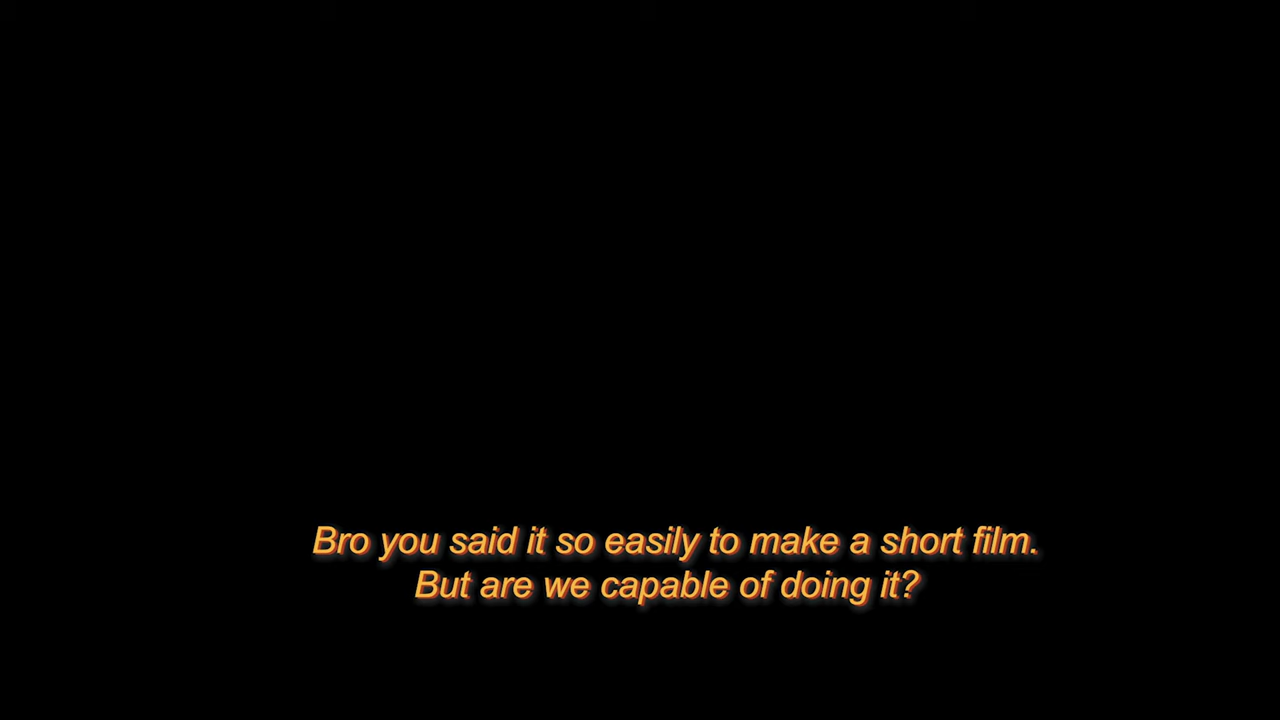 Bro you said it so easily to make a short film.
But are we capable of doing it?